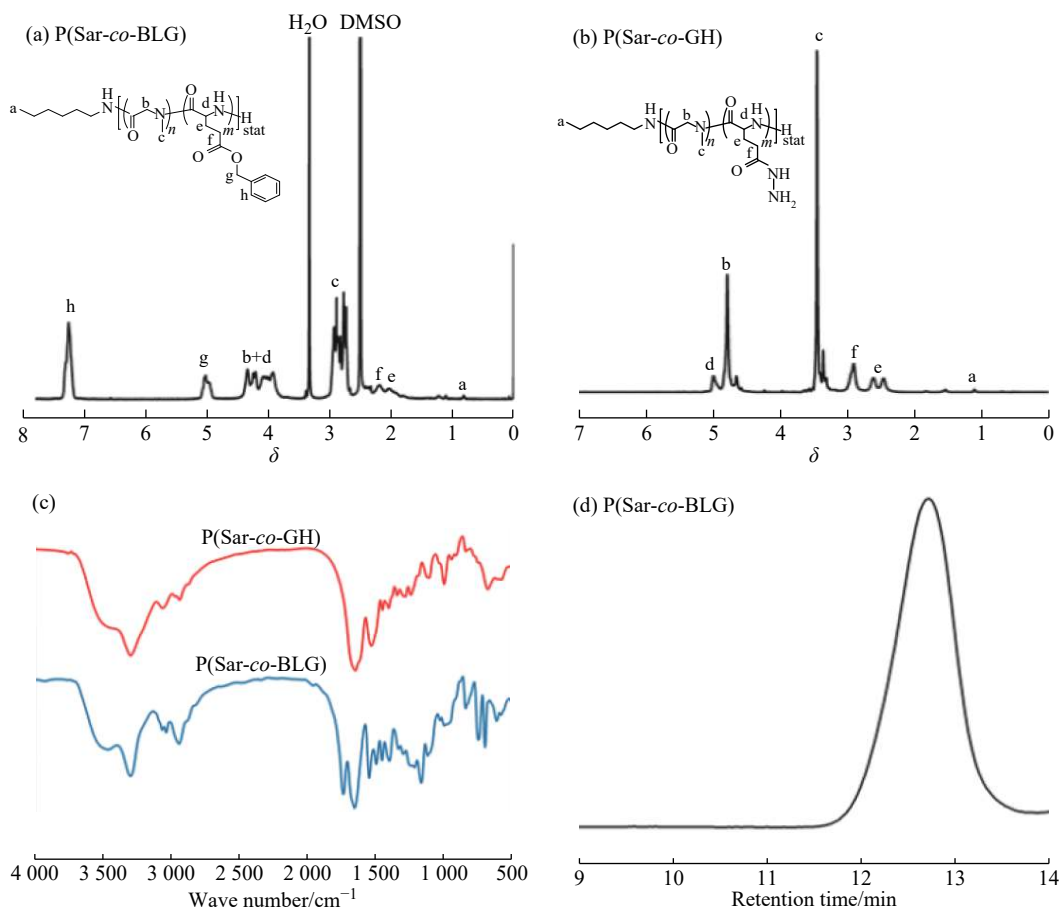 (a) P(Sar-co-BLG)
H₂O
DMSO
a
H
N
O
b
N
c
n
O
d
H
N
m
H
stat
e
f
O
O
g
h
h
g
b+d
c
f
e
a
8 7 6 5 4 3 2 1 0
δ
(b) P(Sar-co-GH)
c
a
H
N
O
b
N
c
n
O
d
H
N
m
H
stat
e
f
O
NH
NH₂
b
d
f
e
a
7 6 5 4 3 2 1 0
δ
(c)
P(Sar-co-GH)
P(Sar-co-BLG)
4 000 3 500 3 000 2 500 2 000 1 500 1 000 500
Wave number/cm⁻¹
(d) P(Sar-co-BLG)
9 10 11 12 13 14
Retention time/min